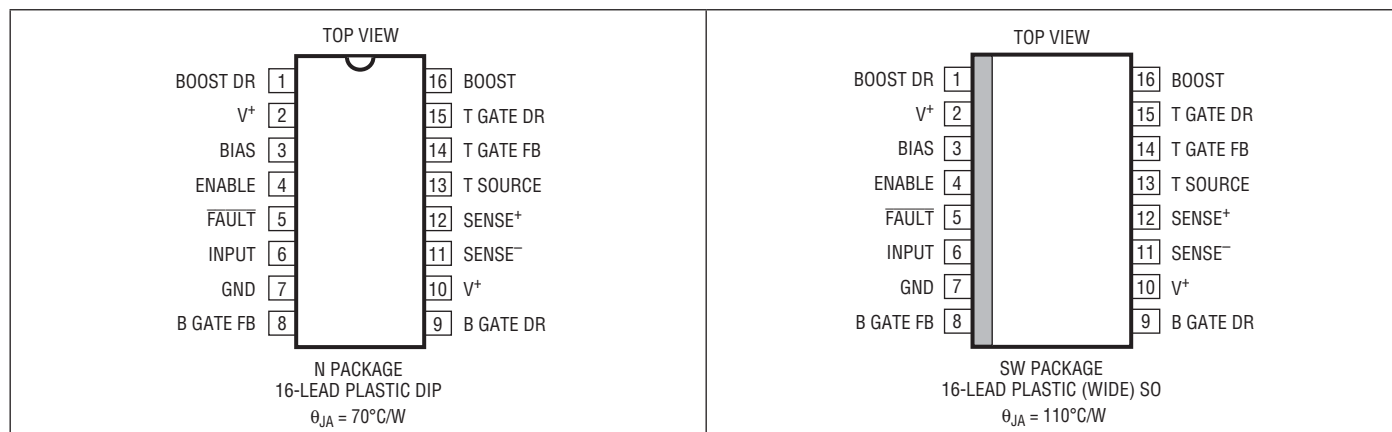 TOP VIEW
BOOST DR 1 16 BOOST
V+ 2 15 T GATE DR
BIAS 3 14 T GATE FB
ENABLE 4 13 T SOURCE
FAULT 5 12 SENSE+
INPUT 6 11 SENSE–
GND 7 10 V+
B GATE FB 8 9 B GATE DR
N PACKAGE
16-LEAD PLASTIC DIP
θJA = 70°C/W
TOP VIEW
BOOST DR 1 16 BOOST
V+ 2 15 T GATE DR
BIAS 3 14 T GATE FB
ENABLE 4 13 T SOURCE
FAULT 5 12 SENSE+
INPUT 6 11 SENSE–
GND 7 10 V+
B GATE FB 8 9 B GATE DR
SW PACKAGE
16-LEAD PLASTIC (WIDE) SO
θJA = 110°C/W